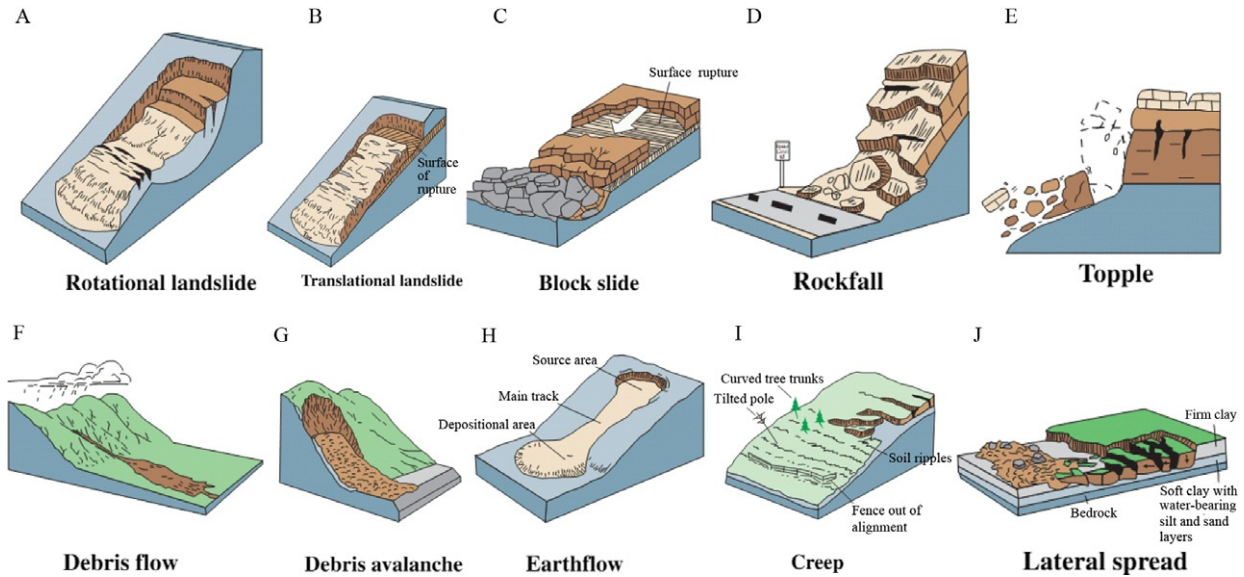 A
B
C
D
E
Surface rupture
Surface
of
rupture
Toe
Rotational landslide
Translational landslide
Block slide
Rockfall
Topple
F
G
H
I
J
Source area
Main track
Depositional area
Curved tree trunks
Tilted pole
Soil ripples
Fence out of
alignment
Firm clay
Soft clay with
water-bearing
silt and sand
layers
Bedrock
Debris flow
Debris avalanche
Earthflow
Creep
Lateral spread